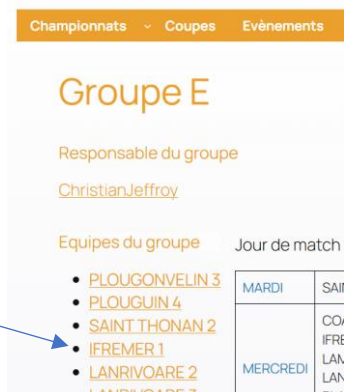 Championnats Coupes Evènements
Groupe E
Responsable du groupe
ChristianJeffroy
Equipes du groupe
PLOUGONVELIN 3
PLOUGUIN 4
SAINT THONAN 2
IFREMER 1
LANRIVOARE 2
Jour de match
MARDI
MERCREDI